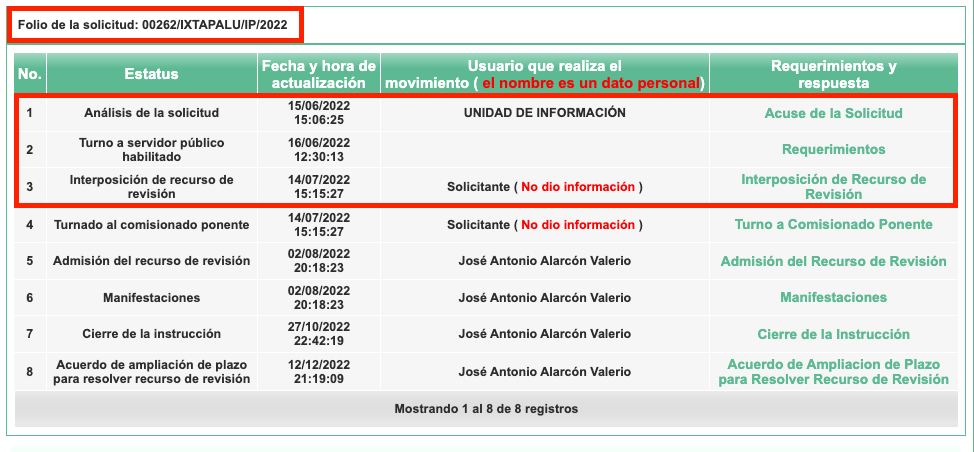 Folio de la solicitud: 00262/IXTAPALU/IP/2022
No. Estatus Fecha y hora de actualización Usuario que realiza el movimiento ( el nombre es un dato personal) Requerimientos y respuesta
1 Análisis de la solicitud 15/06/2022 15:06:25 UNIDAD DE INFORMACIÓN Acuse de la Solicitud
2 Turno a servidor público habilitado 16/06/2022 12:30:13 Requerimientos
3 Interposición de recurso de revisión 14/07/2022 15:15:27 Solicitante ( No dio información ) Interposición de Recurso de Revisión
4 Turnado al comisionado ponente 14/07/2022 15:15:27 Solicitante ( No dio información ) Turno a Comisionado Ponente
5 Admisión del recurso de revisión 02/08/2022 20:18:23 José Antonio Alarcón Valerio Admisión del Recurso de Revisión
6 Manifestaciones 02/08/2022 20:18:23 José Antonio Alarcón Valerio Manifestaciones
7 Cierre de la instrucción 27/10/2022 22:42:19 José Antonio Alarcón Valerio Cierre de la Instrucción
8 Acuerdo de ampliación de plazo para resolver recurso de revisión 12/12/2022 21:19:09 José Antonio Alarcón Valerio Acuerdo de Ampliacion de Plazo para Resolver Recurso de Revisión
Mostrando 1 al 8 de 8 registros